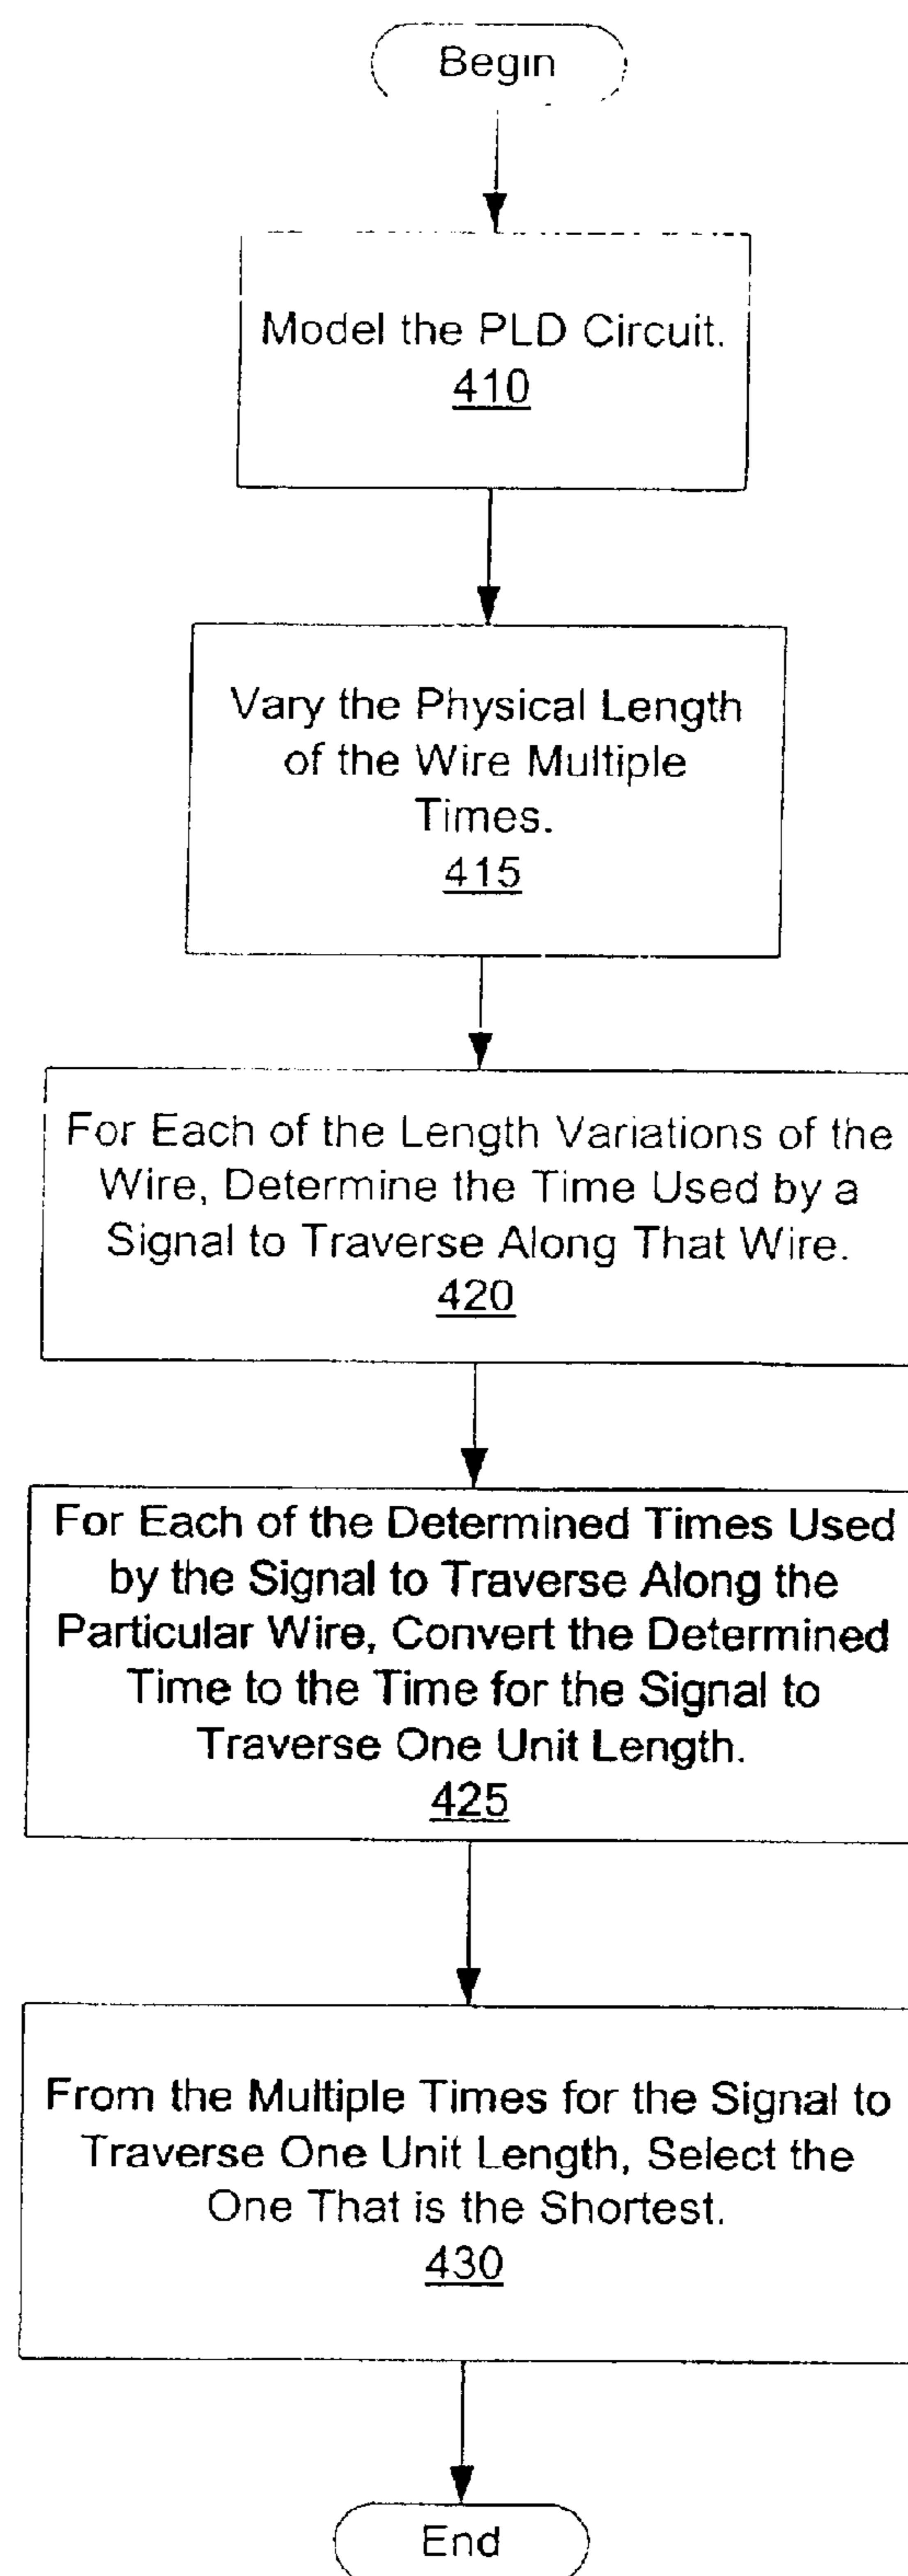 Begin
Model the PLD Circuit.
410
Vary the Physical Length
of the Wire Multiple
Times.
415
For Each of the Length Variations of the
Wire, Determine the Time Used by a
Signal to Traverse Along That Wire.
420
For Each of the Determined Times Used
by the Signal to Traverse Along the
Particular Wire, Convert the Determined
Time to the Time for the Signal to
Traverse One Unit Length.
425
From the Multiple Times for the Signal to
Traverse One Unit Length, Select the
One That is the Shortest.
430
End